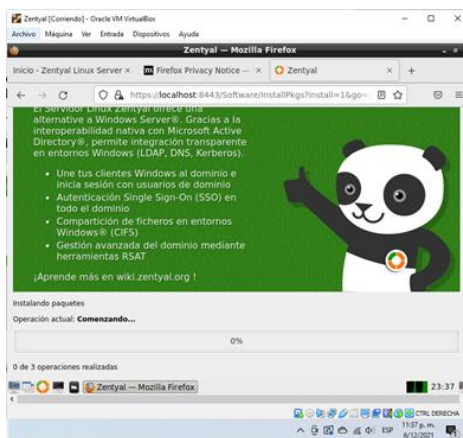 Zentyal [Corriendo] - Oracle VM VirtualBox
Archivo Máquina Ver Entrada Dispositivos Ayuda
Zentyal — Mozilla Firefox
Inicio - Zentyal Linux Server × Firefox Privacy Notice — × Zentyal × +
https://localhost:8443/Software/InstallPkgs?install=1&go=
El Servidor Linux Zentyal ofrece una
alternative a Windows Server®. Gracias a la
interoperabilidad nativa con Microsoft Active
Directory®, permite integración transparente
en entornos Windows (LDAP, DNS, Kerberos).
• Une tus clientes Windows al dominio e
inicia sesión con usuarios de dominio
• Autenticación Single Sign-On (SSO) en
todo el dominio
• Compartición de ficheros en entornos
Windows® (CIFS)
• Gestión avanzada del dominio mediante
herramientas RSAT
¡Aprende más en wiki.zentyal.org !
Instalando paquetes
Operación actual: Comenzando...
0%
0 de 3 operaciones realizadas
Zentyal — Mozilla Firefox 23:37
CTRL DERECHA
ESP 11:37 p. m.
6/12/2021